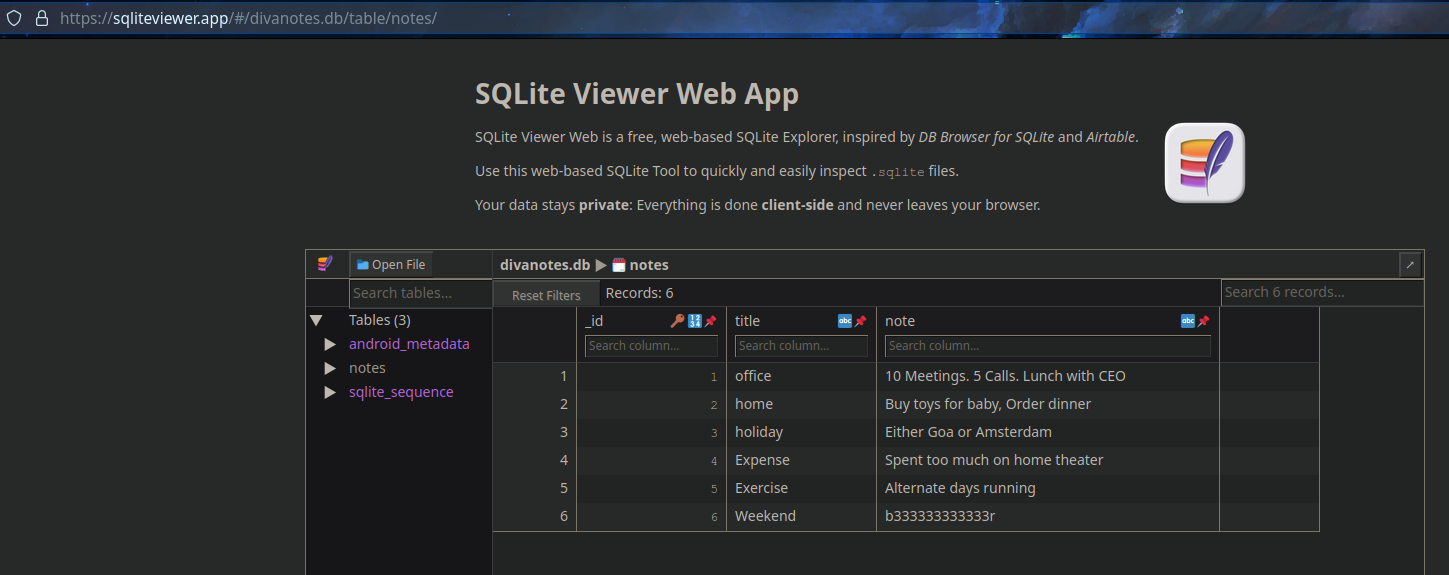 https://sqliteviewer.app/#/divanotes.db/table/notes/
SQLite Viewer Web App
SQLite Viewer Web is a free, web-based SQLite Explorer, inspired by DB Browser for SQLite and Airtable.
Use this web-based SQLite Tool to quickly and easily inspect .sqlite files.
Your data stays private: Everything is done client-side and never leaves your browser.
Open File divanotes.db ▶ notes
Search tables... Reset Filters Records: 6 Search 6 records...
Tables (3) _id 1234 title abc note abc
android_metadata Search column... Search column... Search column...
notes 1 1 office 10 Meetings. 5 Calls. Lunch with CEO
sqlite_sequence 2 2 home Buy toys for baby, Order dinner
3 3 holiday Either Goa or Amsterdam
4 4 Expense Spent too much on home theater
5 5 Exercise Alternate days running
6 6 Weekend b333333333333r